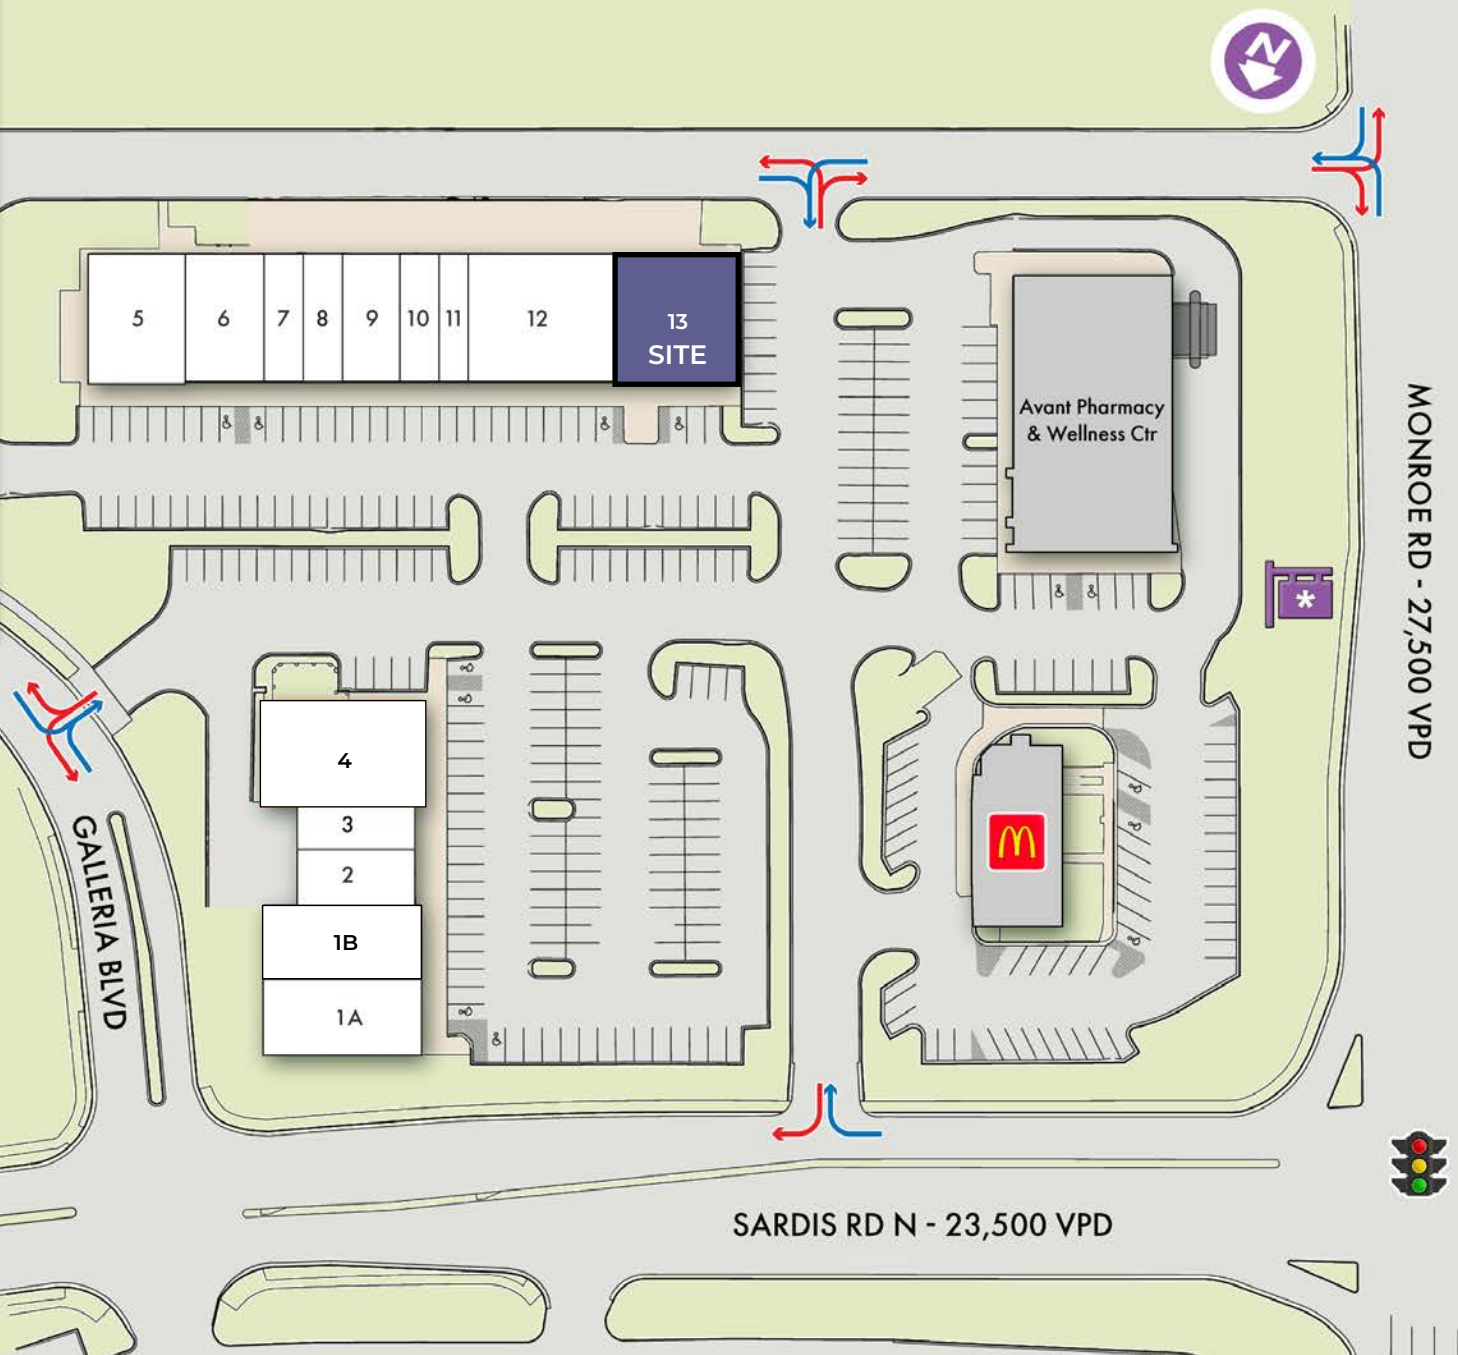 N
5
6
7
8
9
10
11
12
13
SITE
Avant Pharmacy
& Wellness Ctr
MONROE RD - 27,500 VPD
*
4
3
2
1B
1A
M
GALLERIA BLVD
SARDIS RD N - 23,500 VPD